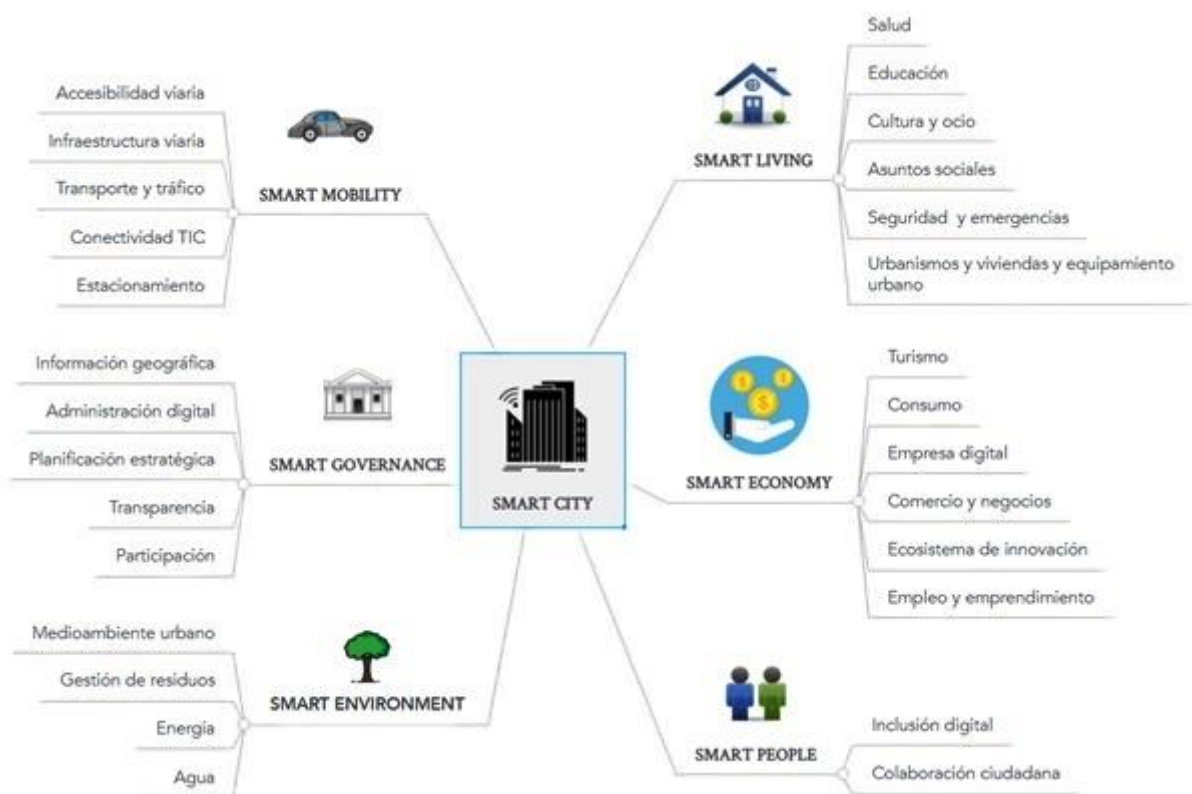 Accesibilidad viaria
Infraestructura viaria
Transporte y tráfico
Conectividad TIC
Estacionamiento
SMART MOBILITY
Información geográfica
Administración digital
Planificación estratégica
Transparencia
Participación
SMART GOVERNANCE
Medioambiente urbano
Gestión de residuos
Energía
Agua
SMART ENVIRONMENT
SMART CITY
SMART LIVING
Salud
Educación
Cultura y ocio
Asuntos sociales
Seguridad y emergencias
Urbanismos y viviendas y equipamiento
urbano
SMART ECONOMY
Turismo
Consumo
Empresa digital
Comercio y negocios
Ecosistema de innovación
Empleo y emprendimiento
SMART PEOPLE
Inclusión digital
Colaboración ciudadana